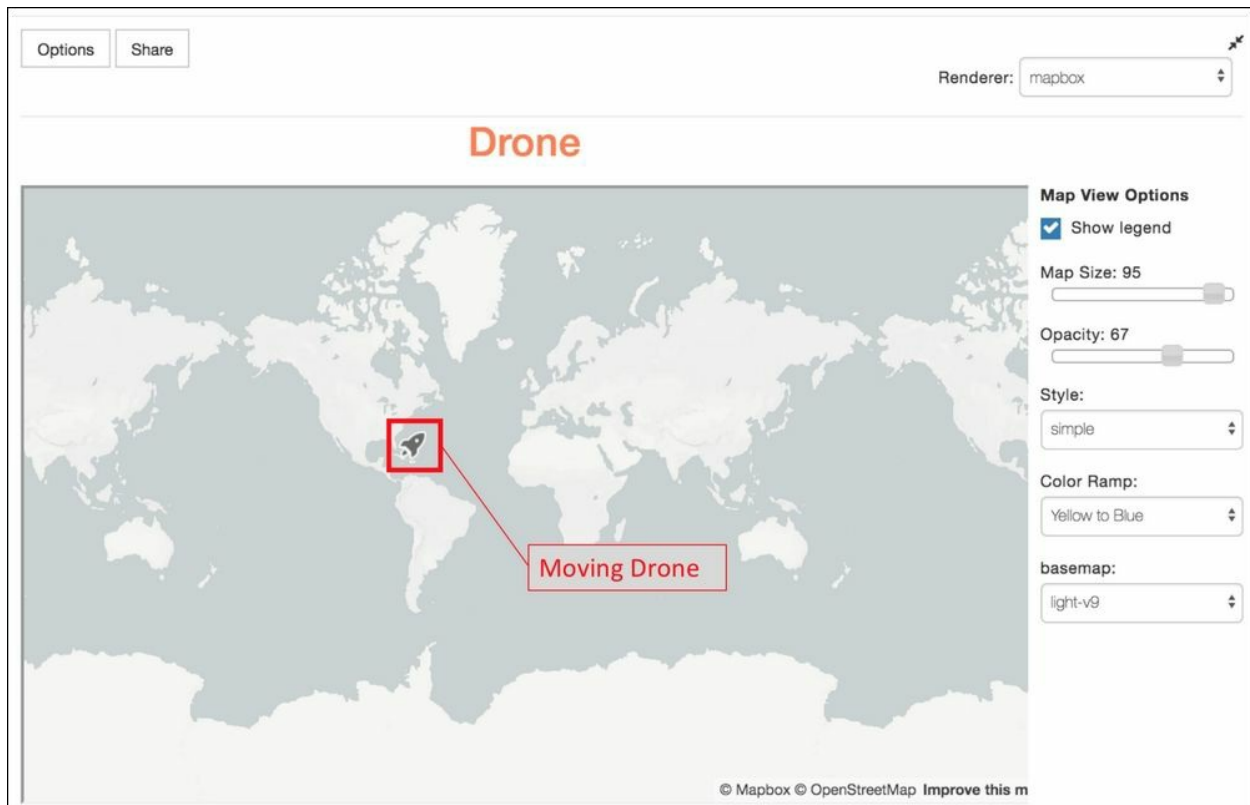 Options Share
Renderer: mapbox
Drone
Map View Options
Show legend
Map Size: 95
Opacity: 67
Style:
simple
Color Ramp:
Yellow to Blue
basemap:
light-v9
Moving Drone
© Mapbox © OpenStreetMap Improve this m